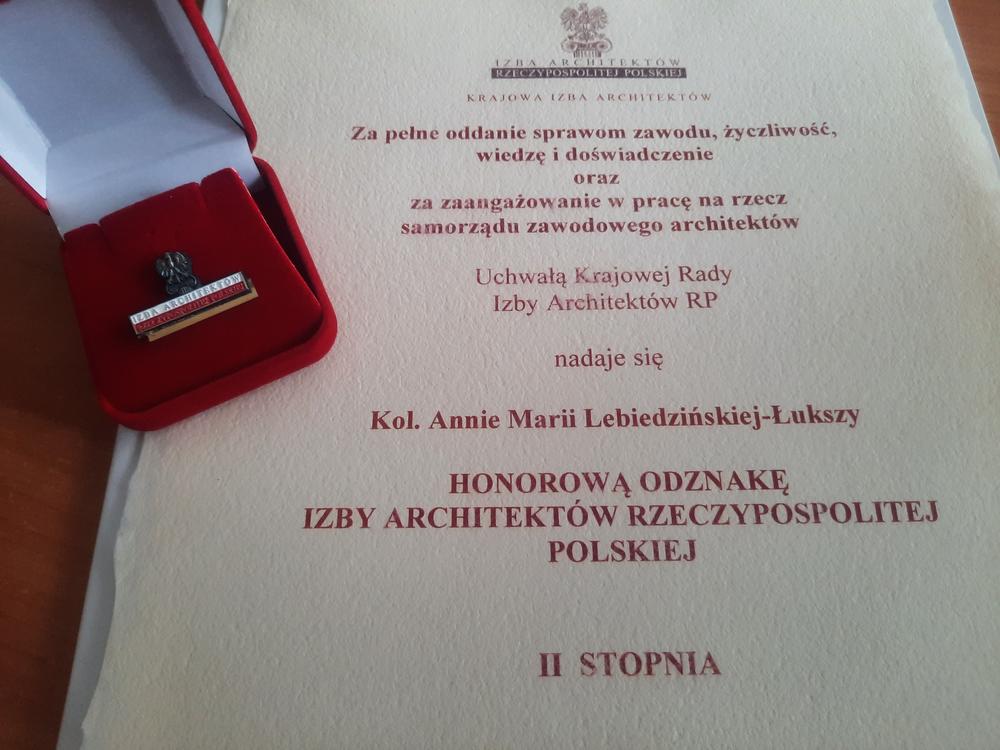 IZBA ARCHITEKTÓW
RZECZYPOSPOLITEJ POLSKIEJ
KRAJOWA IZBA ARCHITEKTÓW
Za pełne oddanie sprawom zawodu, życzliwość,
wiedzę i doświadczenie
oraz
za zaangażowanie w pracę na rzecz
samorządu zawodowego architektów
Uchwałą Krajowej Rady
Izby Architektów RP
nadaje się
Kol. Annie Marii Lebiedzińskiej-Łukszy
HONOROWĄ ODZNAKĘ
IZBY ARCHITEKTÓW RZECZYPOSPOLITEJ
POLSKIEJ
II STOPNIA
IZBA ARCHITEKTÓW
RZECZYPOSPOLITEJ POLSKIEJ